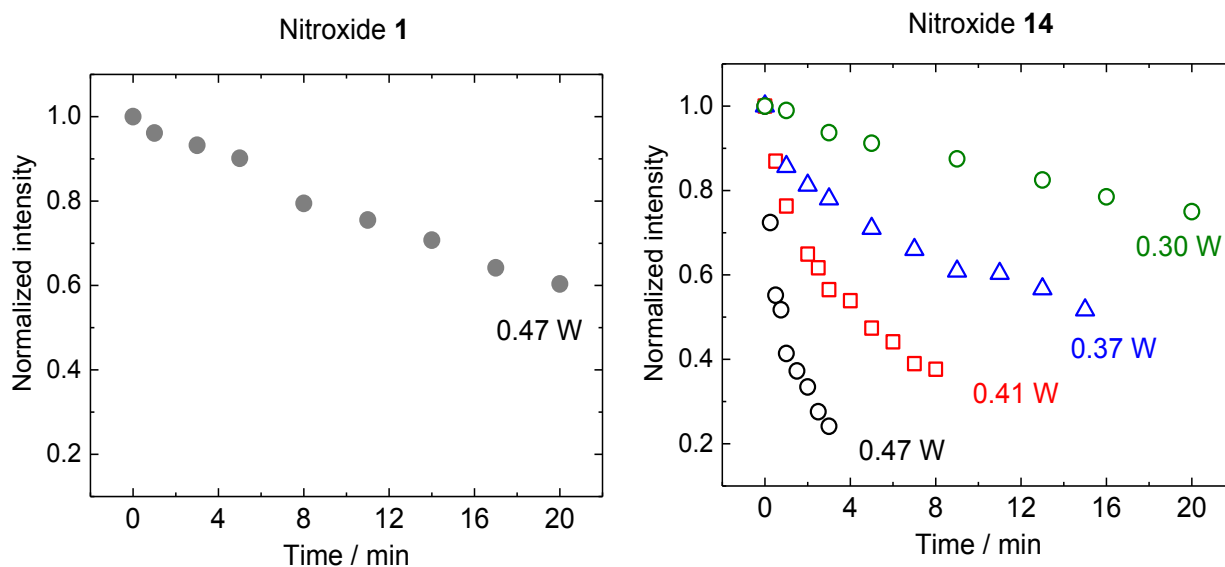 Nitroxide 1
Normalized intensity
1.0
0.8
0.6
0.4
0.2
0.47 W
0 4 8 12 16 20
Time / min
Nitroxide 14
Normalized intensity
1.0
0.8
0.6
0.4
0.2
0.30 W
0.37 W
0.41 W
0.47 W
0 4 8 12 16 20
Time / min